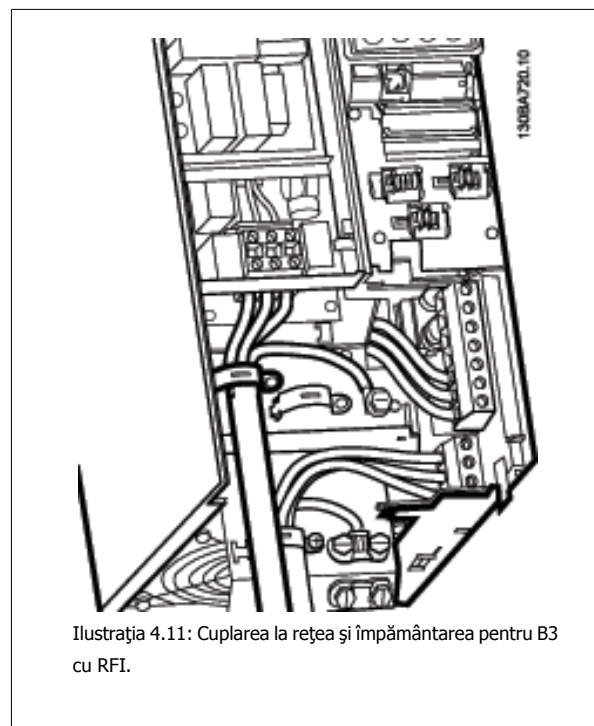 130BA720.10
Ilustraţia 4.11: Cuplarea la reţea şi împământarea pentru B3
cu RFI.